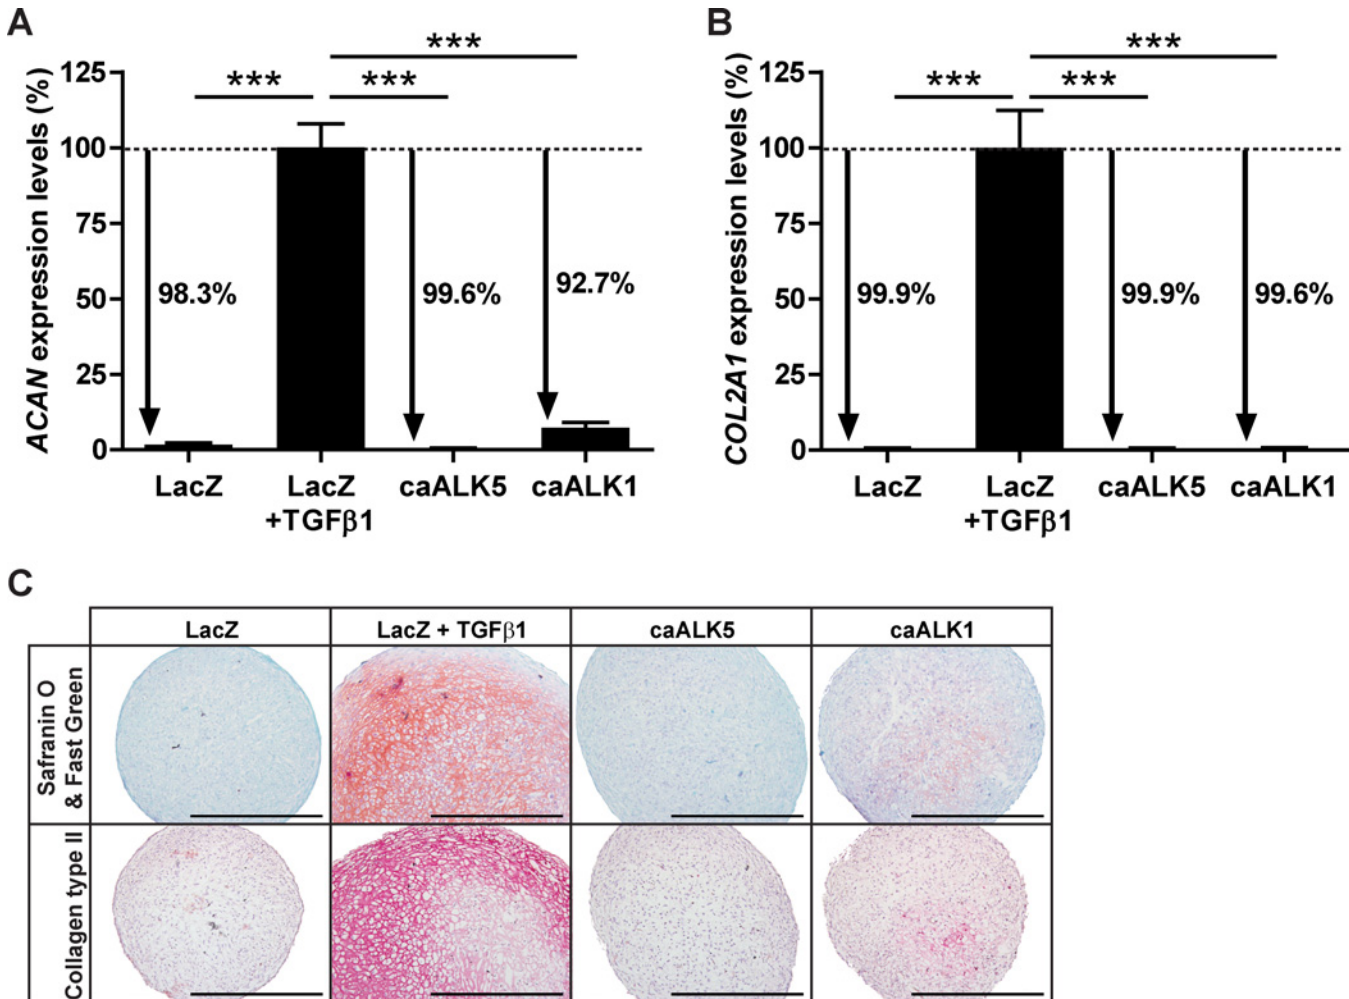 A
***
***
***
ACAN expression levels (%)
125
100
75
50
25
0
98.3%
99.6%
92.7%
LacZ
LacZ
+TGFβ1
caALK5
caALK1
B
***
***
***
COL2A1 expression levels (%)
125
100
75
50
25
0
99.9%
99.9%
99.6%
LacZ
LacZ
+TGFβ1
caALK5
caALK1
C
LacZ
LacZ + TGFβ1
caALK5
caALK1
Safranin O
& Fast Green
Collagen type II